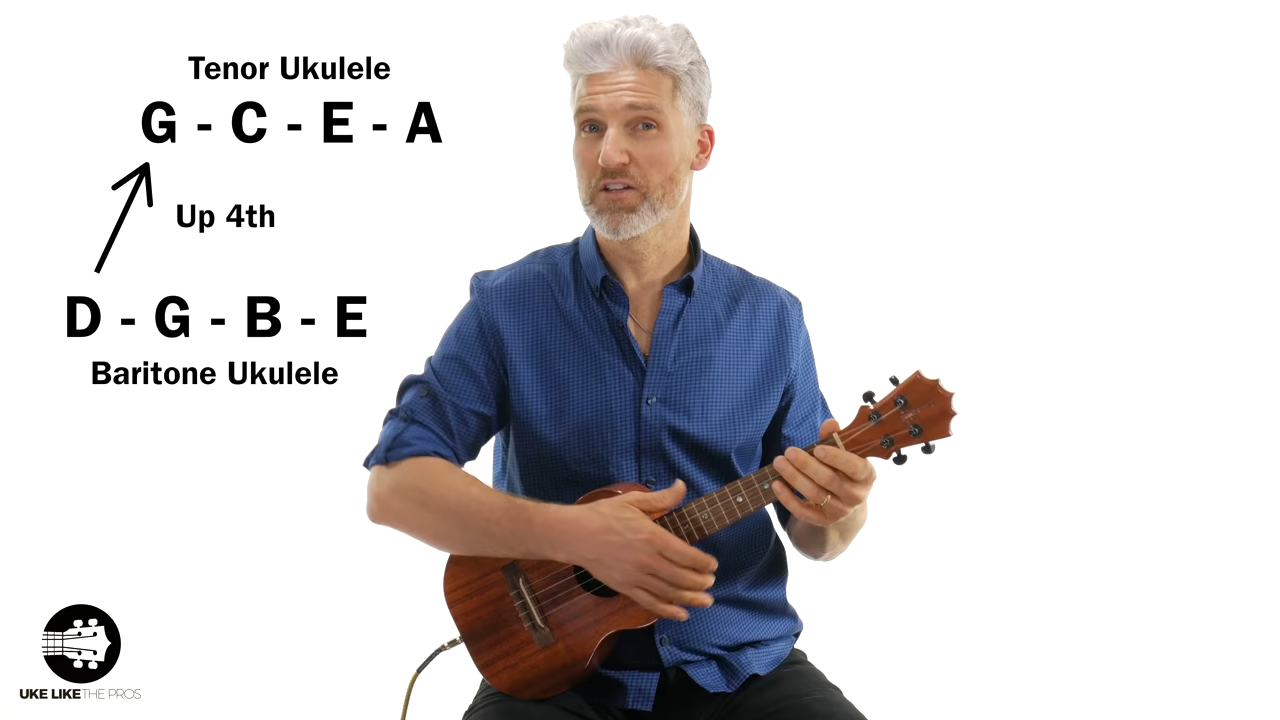 Tenor Ukulele
G - C - E - A
Up 4th
D - G - B - E
Baritone Ukulele
UKE LIKE THE PROS